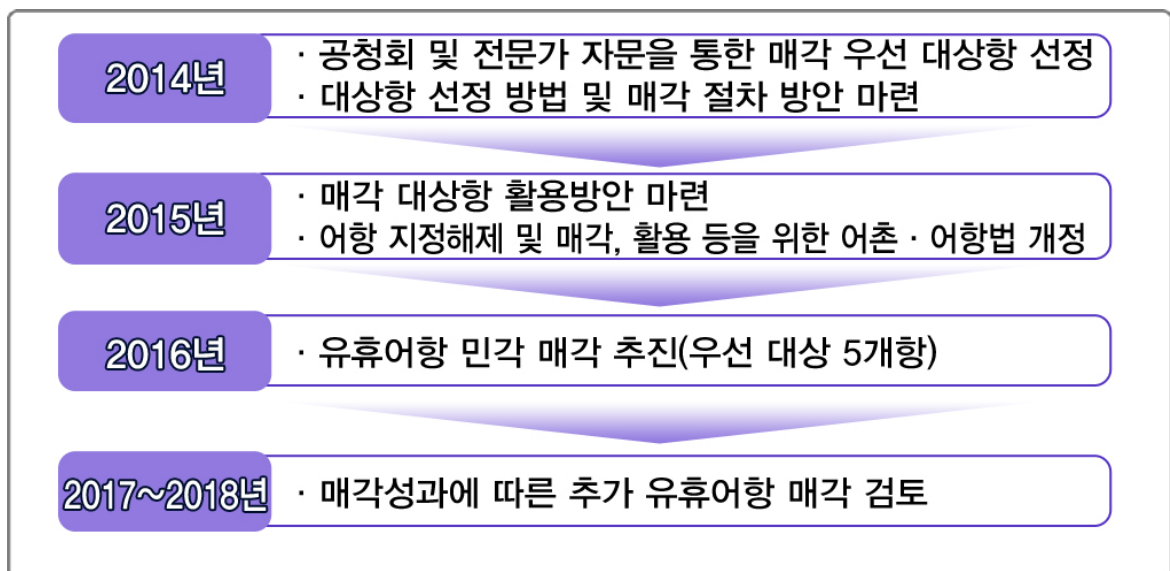 2014년
· 공청회 및 전문가 자문을 통한 매각 우선 대상항 선정
· 대상항 선정 방법 및 매각 절차 방안 마련
2015년
· 매각 대상항 활용방안 마련
· 어항 지정해제 및 매각, 활용 등을 위한 어촌 · 어항법 개정
2016년
· 유휴어항 민각 매각 추진(우선 대상 5개항)
2017~2018년
· 매각성과에 따른 추가 유휴어항 매각 검토